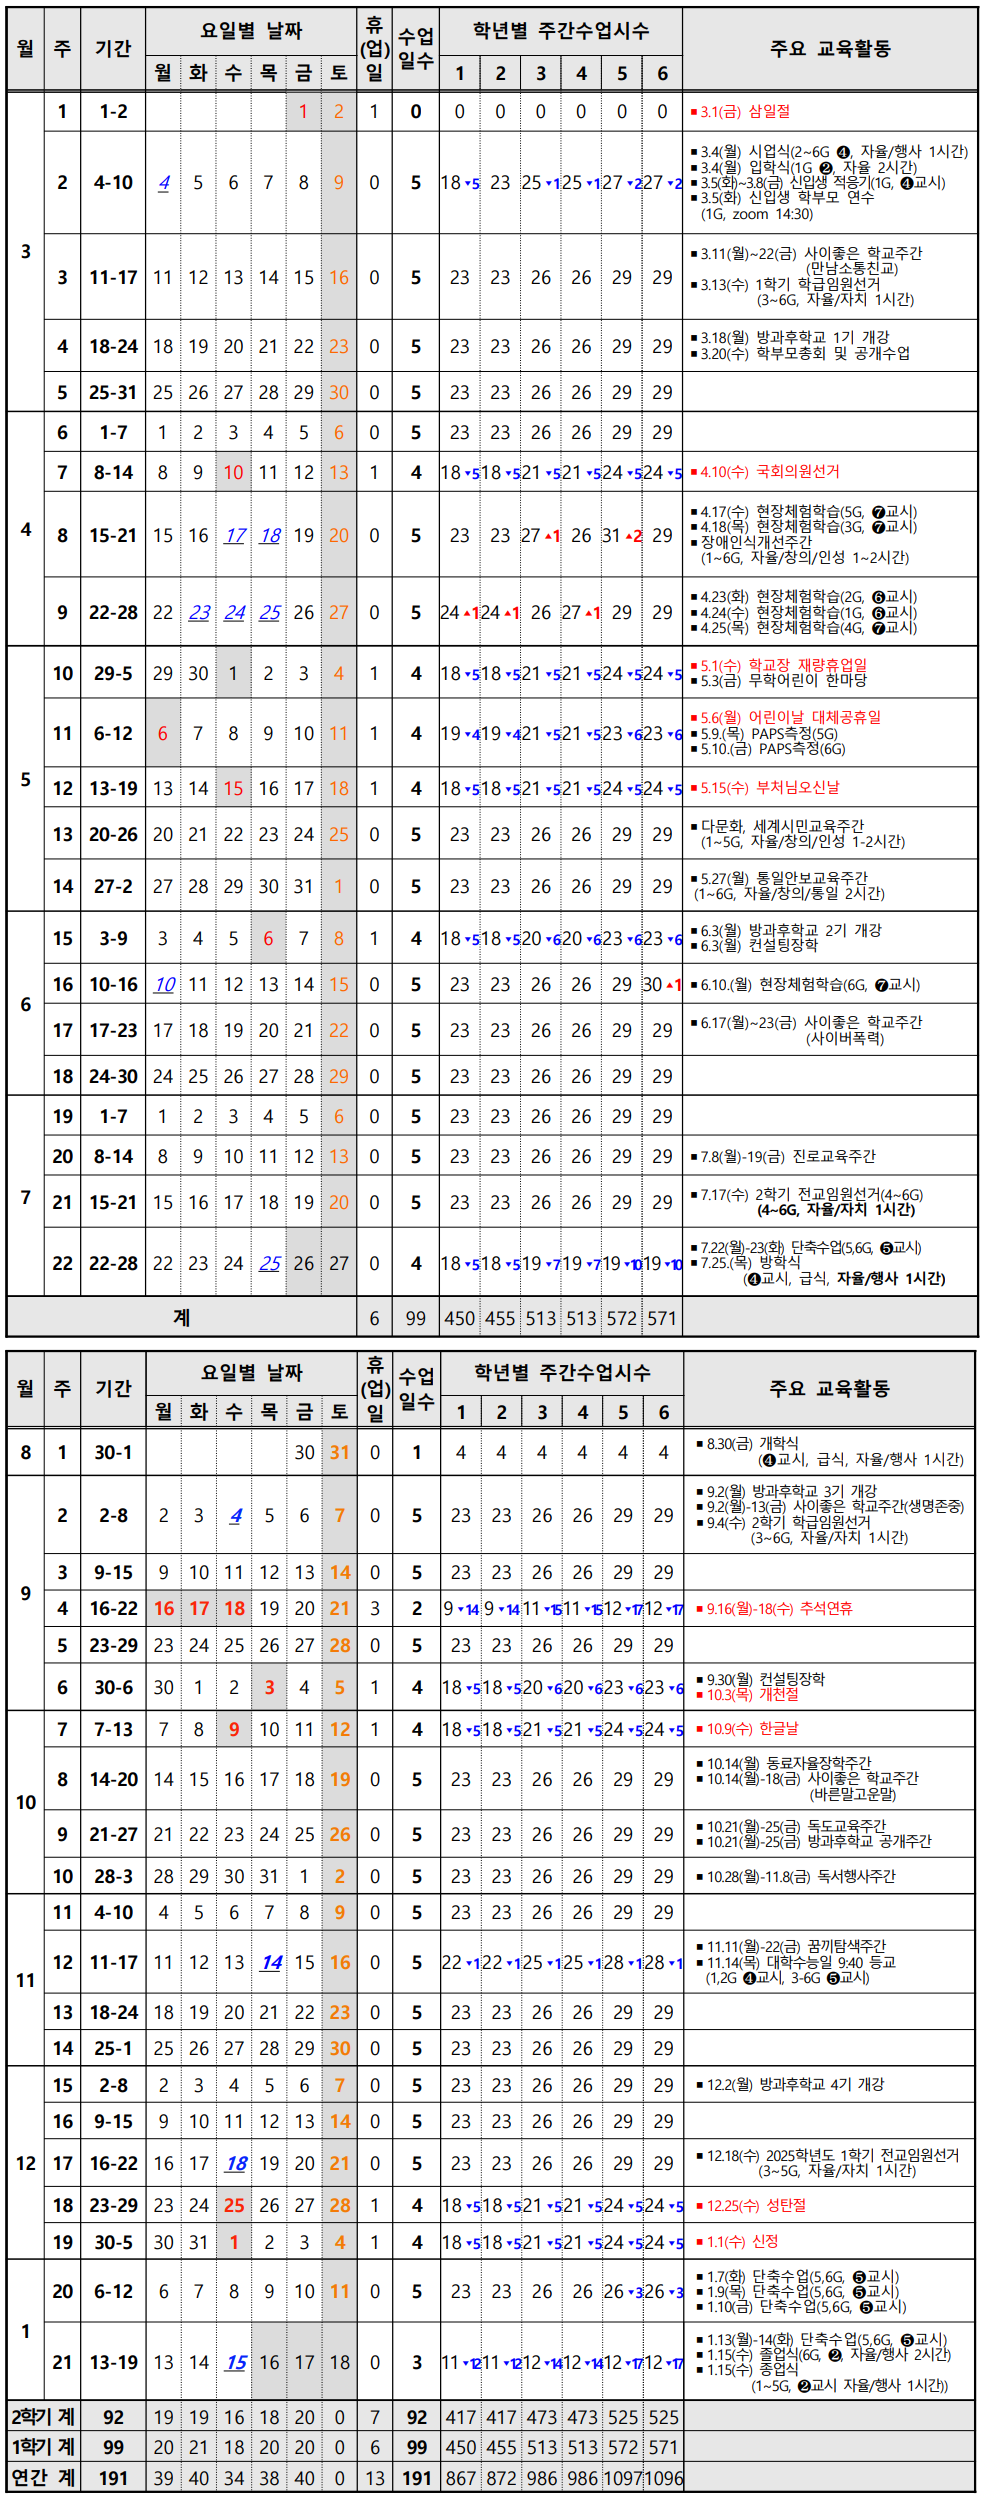 월 주 기간 요일별 날짜 휴(업)일 수업일수 학년별 주간수업시수 주요 교육활동
월 화 수 목 금 토 1 2 3 4 5 6
3 1 1-2 1 2 1 0 0 0 0 0 0 0 ■ 3.1(금) 삼일절
2 4-10 4 5 6 7 8 9 0 5 18 ▼5 23 25 ▼1 25 ▼1 27 ▼2 27 ▼2 ■ 3.4(월) 시업식(2~6G ❹, 자율/행사 1시간)
■ 3.4(월) 입학식(1G ❷, 자율 2시간)
■ 3.5(화)~3.8(금) 신입생 적응기(1G, ❹교시)
■ 3.5(화) 신입생 학부모 연수
(1G, zoom 14:30)
3 11-17 11 12 13 14 15 16 0 5 23 23 26 26 29 29 ■ 3.11(월)~22(금) 사이좋은 학교주간
(만남소통친교)
■ 3.13(수) 1학기 학급임원선거
(3~6G, 자율/자치 1시간)
4 18-24 18 19 20 21 22 23 0 5 23 23 26 26 29 29 ■ 3.18(월) 방과후학교 1기 개강
■ 3.20(수) 학부모총회 및 공개수업
5 25-31 25 26 27 28 29 30 0 5 23 23 26 26 29 29
4 6 1-7 1 2 3 4 5 6 0 5 23 23 26 26 29 29
7 8-14 8 9 10 11 12 13 1 4 18 ▼5 18 ▼5 21 ▼5 21 ▼5 24 ▼5 24 ▼5 ■ 4.10(수) 국회의원선거
8 15-21 15 16 17 18 19 20 0 5 23 23 27 ▲1 26 31 ▲2 29 ■ 4.17(수) 현장체험학습(5G, ❼교시)
■ 4.18(목) 현장체험학습(3G, ❼교시)
■ 장애인식개선주간
(1~6G, 자율/창의/인성 1~2시간)
9 22-28 22 23 24 25 26 27 0 5 24 ▲1 24 ▲1 26 27 ▲1 29 29 ■ 4.23(화) 현장체험학습(2G, ❻교시)
■ 4.24(수) 현장체험학습(1G, ❻교시)
■ 4.25(목) 현장체험학습(4G, ❼교시)
5 10 29-5 29 30 1 2 3 4 1 4 18 ▼5 18 ▼5 21 ▼5 21 ▼5 24 ▼5 24 ▼5 ■ 5.1(수) 학교장 재량휴업일
■ 5.3(금) 무학어린이 한마당
11 6-12 6 7 8 9 10 11 1 4 19 ▼4 19 ▼4 21 ▼5 21 ▼5 23 ▼6 23 ▼6 ■ 5.6(월) 어린이날 대체공휴일
■ 5.9.(목) PAPS측정(5G)
■ 5.10.(금) PAPS측정(6G)
12 13-19 13 14 15 16 17 18 1 4 18 ▼5 18 ▼5 21 ▼5 21 ▼5 24 ▼5 24 ▼5 ■ 5.15(수) 부처님오신날
13 20-26 20 21 22 23 24 25 0 5 23 23 26 26 29 29 ■ 다문화, 세계시민교육주간
(1~5G, 자율/창의/인성 1-2시간)
14 27-2 27 28 29 30 31 1 0 5 23 23 26 26 29 29 ■ 5.27(월) 통일안보교육주간
(1~6G, 자율/창의/통일 2시간)
6 15 3-9 3 4 5 6 7 8 1 4 18 ▼5 18 ▼5 20 ▼6 20 ▼6 23 ▼6 23 ▼6 ■ 6.3(월) 방과후학교 2기 개강
■ 6.3(월) 컨설팅장학
16 10-16 10 11 12 13 14 15 0 5 23 23 26 26 29 30 ▲1 ■ 6.10.(월) 현장체험학습(6G, ❼교시)
17 17-23 17 18 19 20 21 22 0 5 23 23 26 26 29 29 ■ 6.17(월)~23(금) 사이좋은 학교주간
(사이버폭력)
18 24-30 24 25 26 27 28 29 0 5 23 23 26 26 29 29
7 19 1-7 1 2 3 4 5 6 0 5 23 23 26 26 29 29
20 8-14 8 9 10 11 12 13 0 5 23 23 26 26 29 29 ■ 7.8(월)-19(금) 진로교육주간
21 15-21 15 16 17 18 19 20 0 5 23 23 26 26 29 29 ■ 7.17(수) 2학기 전교임원선거(4~6G)
(4~6G, 자율/자치 1시간)
22 22-28 22 23 24 25 26 27 0 4 18 ▼5 18 ▼5 19 ▼7 19 ▼7 19 ▼10 19 ▼10 ■ 7.22(월)-23(화) 단축수업(5,6G, ❺교시)
■ 7.25.(목) 방학식
(❹교시, 급식, 자율/행사 1시간)
계 6 99 450 455 513 513 572 571
월 주 기간 요일별 날짜 휴(업)일 수업일수 학년별 주간수업시수 주요 교육활동
월 화 수 목 금 토 1 2 3 4 5 6
8 1 30-1 30 31 0 1 4 4 4 4 4 4 ■ 8.30(금) 개학식
(❹교시, 급식, 자율/행사 1시간)
9 2 2-8 2 3 4 5 6 7 0 5 23 23 26 26 29 29 ■ 9.2(월) 방과후학교 3기 개강
■ 9.2(월)-13(금) 사이좋은 학교주간(생명존중)
■ 9.4(수) 2학기 학급임원선거
(3~6G, 자율/자치 1시간)
3 9-15 9 10 11 12 13 14 0 5 23 23 26 26 29 29
4 16-22 16 17 18 19 20 21 3 2 9 ▼14 9 ▼14 11 ▼15 11 ▼15 12 ▼17 12 ▼17 ■ 9.16(월)-18(수) 추석연휴
5 23-29 23 24 25 26 27 28 0 5 23 23 26 26 29 29
6 30-6 30 1 2 3 4 5 1 4 18 ▼5 18 ▼5 20 ▼6 20 ▼6 23 ▼6 23 ▼6 ■ 9.30(월) 컨설팅장학
■ 10.3(목) 개천절
10 7 7-13 7 8 9 10 11 12 1 4 18 ▼5 18 ▼5 21 ▼5 21 ▼5 24 ▼5 24 ▼5 ■ 10.9(수) 한글날
8 14-20 14 15 16 17 18 19 0 5 23 23 26 26 29 29 ■ 10.14(월) 동료자율장학주간
■ 10.14(월)-18(금) 사이좋은 학교주간
(바른말고운말)
9 21-27 21 22 23 24 25 26 0 5 23 23 26 26 29 29 ■ 10.21(월)-25(금) 독도교육주간
■ 10.21(월)-25(금) 방과후학교 공개주간
10 28-3 28 29 30 31 1 2 0 5 23 23 26 26 29 29 ■ 10.28(월)-11.8(금) 독서행사주간
11 11 4-10 4 5 6 7 8 9 0 5 23 23 26 26 29 29
12 11-17 11 12 13 14 15 16 0 5 22 ▼1 22 ▼1 25 ▼1 25 ▼1 28 ▼1 28 ▼1 ■ 11.11(월)-22(금) 꿈끼탐색주간
■ 11.14(목) 대학수능일 9:40 등교
(1,2G ❹교시, 3-6G ❺교시)
13 18-24 18 19 20 21 22 23 0 5 23 23 26 26 29 29
14 25-1 25 26 27 28 29 30 0 5 23 23 26 26 29 29
12 15 2-8 2 3 4 5 6 7 0 5 23 23 26 26 29 29 ■ 12.2(월) 방과후학교 4기 개강
16 9-15 9 10 11 12 13 14 0 5 23 23 26 26 29 29
17 16-22 16 17 18 19 20 21 0 5 23 23 26 26 29 29 ■ 12.18(수) 2025학년도 1학기 전교임원선거
(3~5G, 자율/자치 1시간)
18 23-29 23 24 25 26 27 28 1 4 18 ▼5 18 ▼5 21 ▼5 21 ▼5 24 ▼5 24 ▼5 ■ 12.25(수) 성탄절
19 30-5 30 31 1 2 3 4 1 4 18 ▼5 18 ▼5 21 ▼5 21 ▼5 24 ▼5 24 ▼5 ■ 1.1(수) 신정
1 20 6-12 6 7 8 9 10 11 0 5 23 23 26 26 26 ▼3 26 ▼3 ■ 1.7(화) 단축수업(5,6G, ❺교시)
■ 1.9(목) 단축수업(5,6G, ❺교시)
■ 1.10(금) 단축수업(5,6G, ❺교시)
21 13-19 13 14 15 16 17 18 0 3 11 ▼12 11 ▼12 12 ▼14 12 ▼14 12 ▼17 12 ▼17 ■ 1.13(월)-14(화) 단축수업(5,6G, ❺교시)
■ 1.15(수) 졸업식(6G, ❷, 자율/행사 2시간)
■ 1.15(수) 종업식
(1~5G, ❷교시 자율/행사 1시간))
2학기 계 92 19 19 16 18 20 0 7 92 417 417 473 473 525 525
1학기 계 99 20 21 18 20 20 0 6 99 450 455 513 513 572 571
연간 계 191 39 40 34 38 40 0 13 191 867 872 986 986 1097 1096